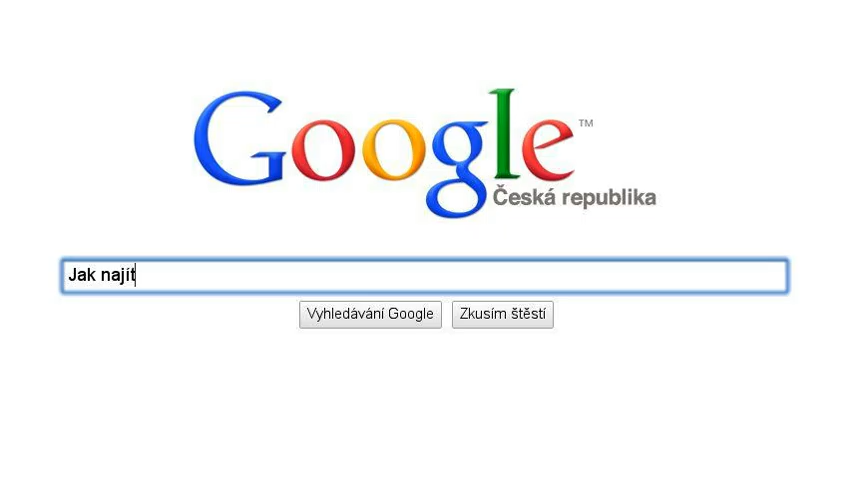 Google™
Česká republika
Jak najít
Vyhledávání Google
Zkusím štěstí